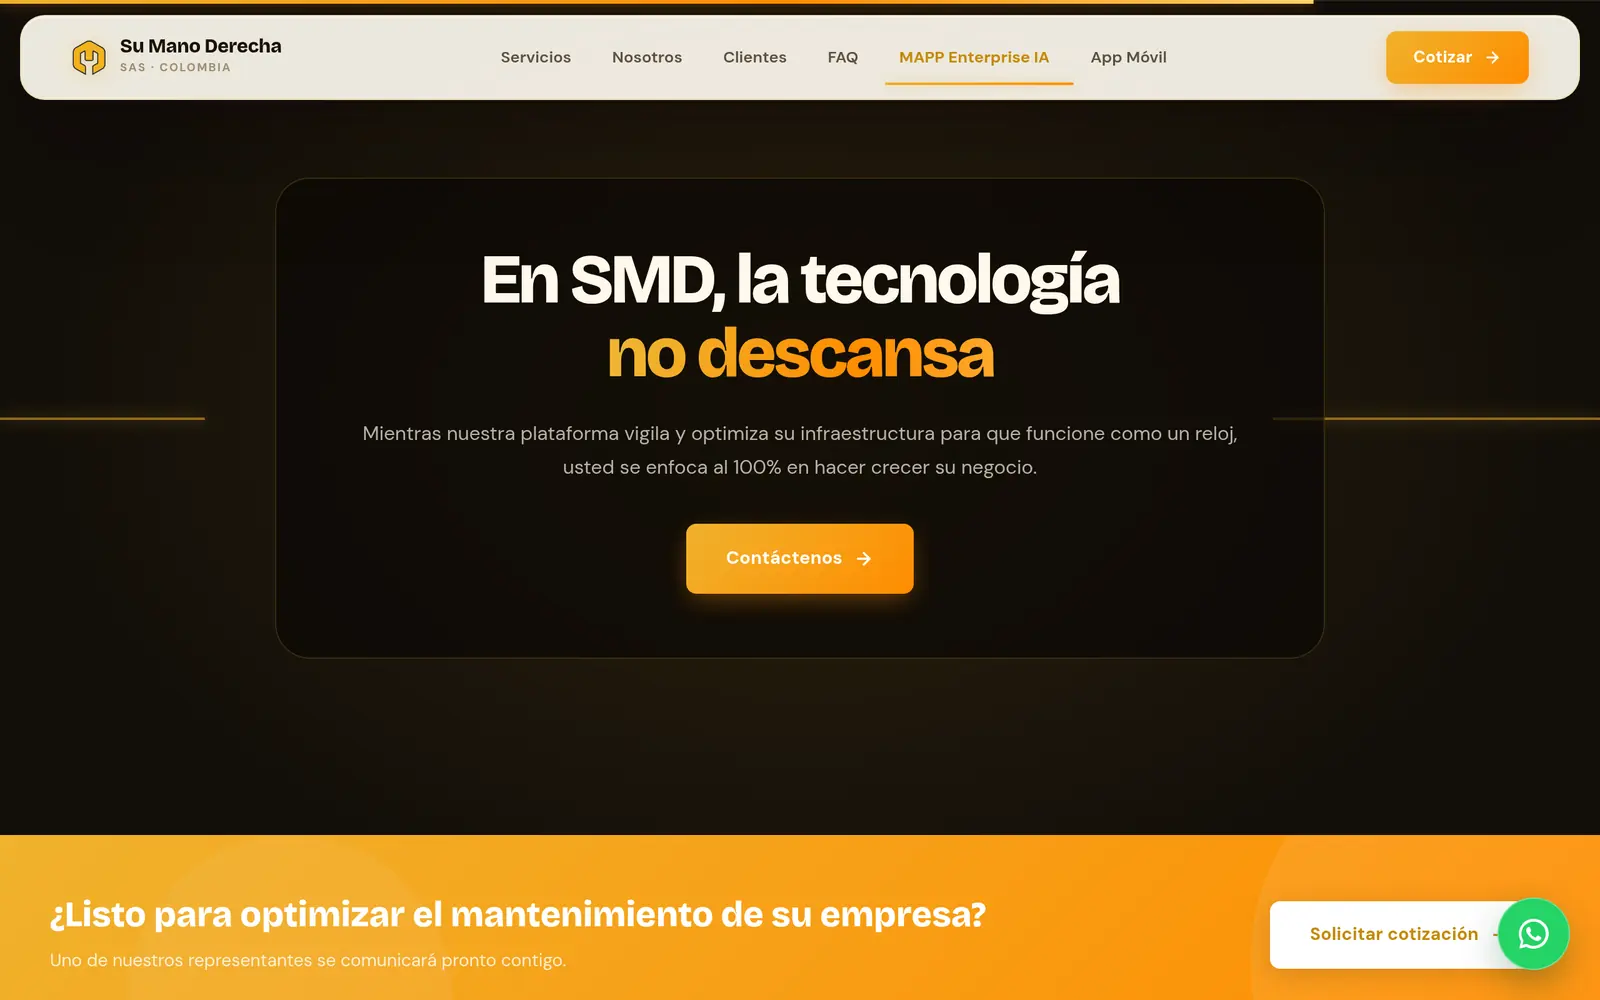 Su Mano Derecha
SAS · COLOMBIA
Servicios
Nosotros
Clientes
FAQ
MAPP Enterprise IA
App Móvil
Cotizar →
En SMD, la tecnología
no descansa
Mientras nuestra plataforma vigila y optimiza su infraestructura para que funcione como un reloj,
usted se enfoca al 100% en hacer crecer su negocio.
Contáctenos →
¿Listo para optimizar el mantenimiento de su empresa?
Uno de nuestros representantes se comunicará pronto contigo.
Solicitar cotización